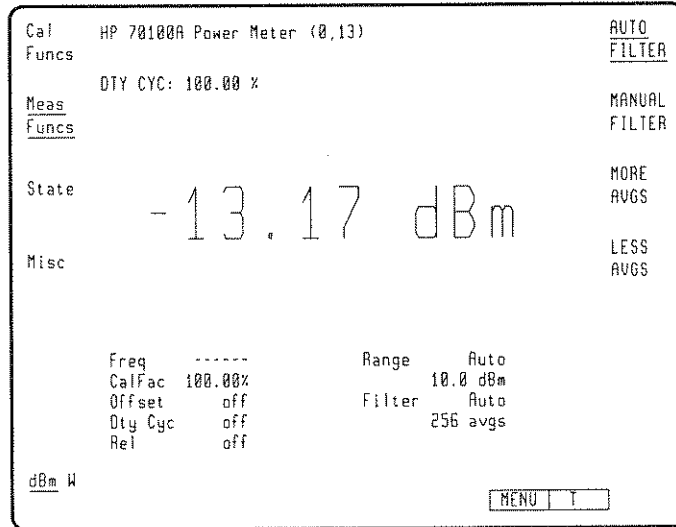 Cal
Funcs
HP 70100A Power Meter (0,13)
AUTO
FILTER
DTY CYC: 100.00 %
Meas
Funcs
MANUAL
FILTER
State
-13.17 dBm
MORE
AVGS
Misc
LESS
AVGS
Freq ------
CalFac 100.00%
Offset off
Dty Cyc off
Rel off
Range Auto
10.0 dBm
Filter Auto
256 avgs
dBm W
MENU T